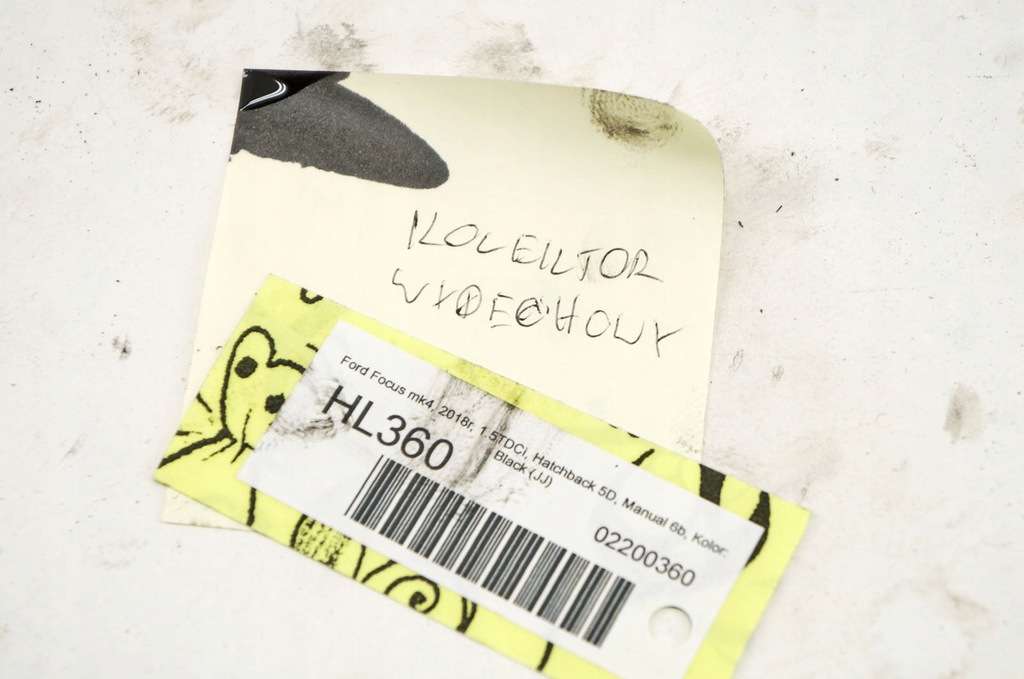 KOLEKTOR
WYDECHOWY
Ford Focus mk4, 2018r, 1.5TDCi, Hatchback 5D, Manual 6b, Kolor:
Black (JJ)
HL360
02200360